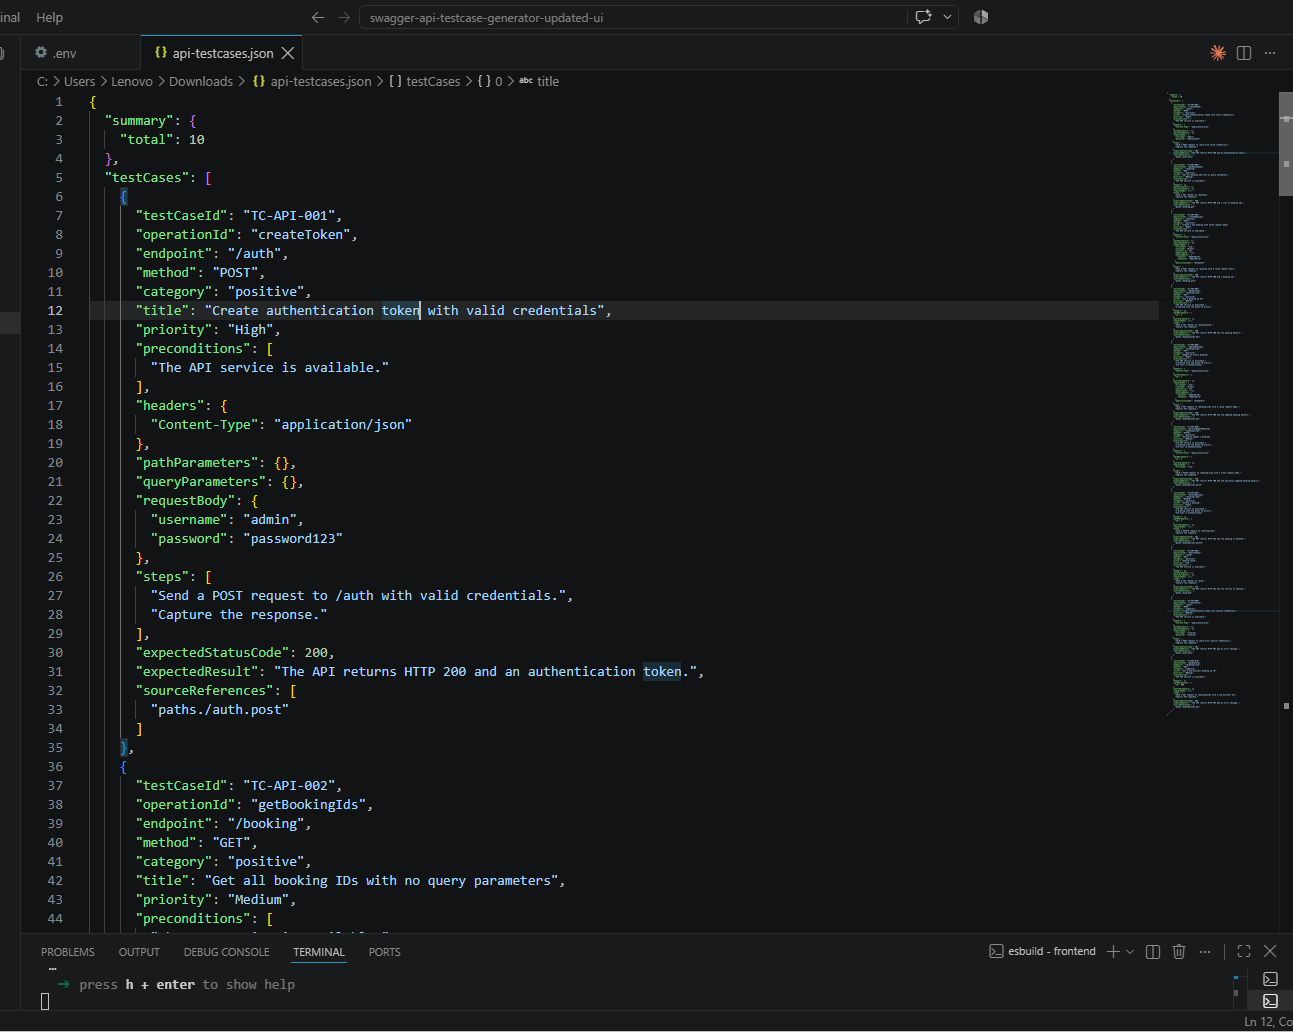 inal Help swagger-api-testcase-generator-updated-ui
.env api-testcases.json
C: > Users > Lenovo > Downloads > {} api-testcases.json > [ ] testCases > { } 0 > abc title
1 {
2 "summary": {
3 "total": 10
4 },
5 "testCases": [
6 {
7 "testCaseId": "TC-API-001",
8 "operationId": "createToken",
9 "endpoint": "/auth",
10 "method": "POST",
11 "category": "positive",
12 "title": "Create authentication token with valid credentials",
13 "priority": "High",
14 "preconditions": [
15 "The API service is available."
16 ],
17 "headers": {
18 "Content-Type": "application/json"
19 },
20 "pathParameters": {},
21 "queryParameters": {},
22 "requestBody": {
23 "username": "admin",
24 "password": "password123"
25 },
26 "steps": [
27 "Send a POST request to /auth with valid credentials.",
28 "Capture the response."
29 ],
30 "expectedStatusCode": 200,
31 "expectedResult": "The API returns HTTP 200 and an authentication token.",
32 "sourceReferences": [
33 "paths./auth.post"
34 ]
35 },
36 {
37 "testCaseId": "TC-API-002",
38 "operationId": "getBookingIds",
39 "endpoint": "/booking",
40 "method": "GET",
41 "category": "positive",
42 "title": "Get all booking IDs with no query parameters",
43 "priority": "Medium",
44 "preconditions": [
PROBLEMS OUTPUT DEBUG CONSOLE TERMINAL PORTS esbuild - frontend
→ press h + enter to show help
Ln 12, Co